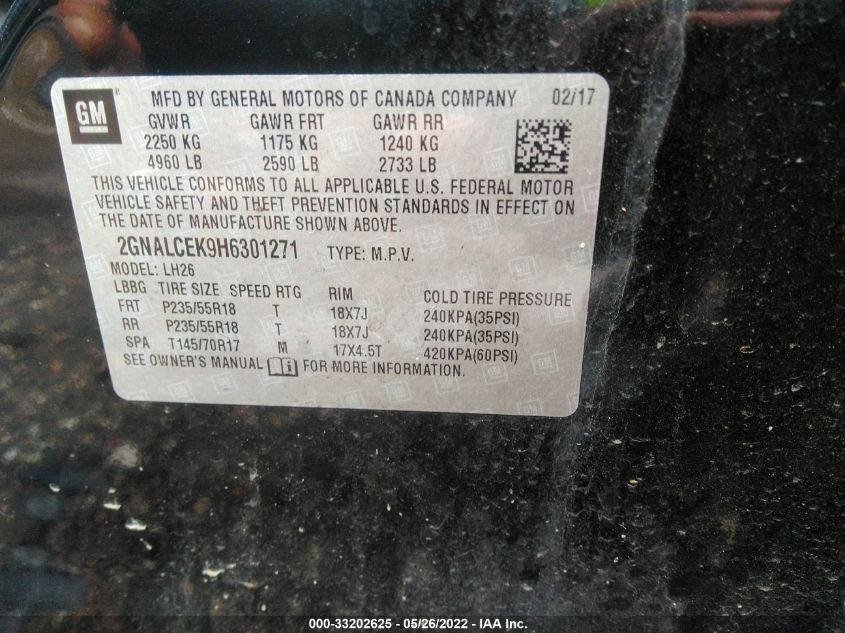 GM ® MFD BY GENERAL MOTORS OF CANADA COMPANY 02/17
GVWR GAWR FRT GAWR RR
2250 KG 1175 KG 1240 KG
4960 LB 2590 LB 2733 LB
THIS VEHICLE CONFORMS TO ALL APPLICABLE U.S. FEDERAL MOTOR
VEHICLE SAFETY AND THEFT PREVENTION STANDARDS IN EFFECT ON
THE DATE OF MANUFACTURE SHOWN ABOVE.
2GNALCEK9H6301271 TYPE: M.P.V.
MODEL: LH26
LBBG TIRE SIZE SPEED RTG RIM COLD TIRE PRESSURE
FRT P235/55R18 T 18X7J 240KPA(35PSI)
RR P235/55R18 T 18X7J 240KPA(35PSI)
SPA T145/70R17 M 17X4.5T 420KPA(60PSI)
SEE OWNER'S MANUAL i FOR MORE INFORMATION.
000-33202625 - 05/26/2022 - IAA Inc.